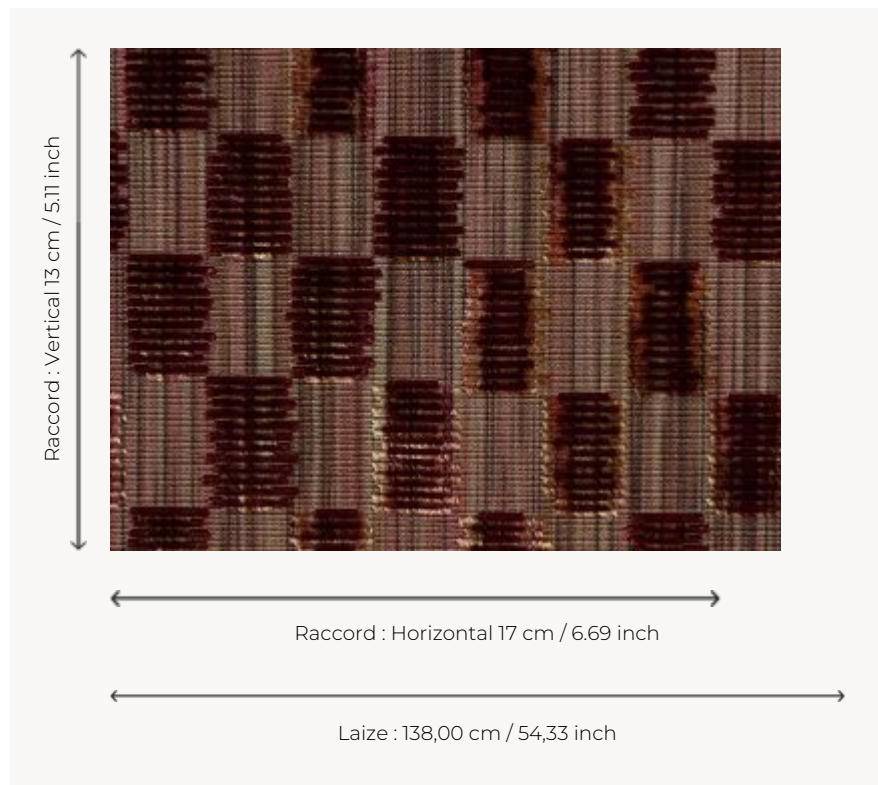 Raccord : Vertical 13 cm / 5.11 inch
Raccord : Horizontal 17 cm / 6.69 inch
Laize : 138,00 cm / 54,33 inch